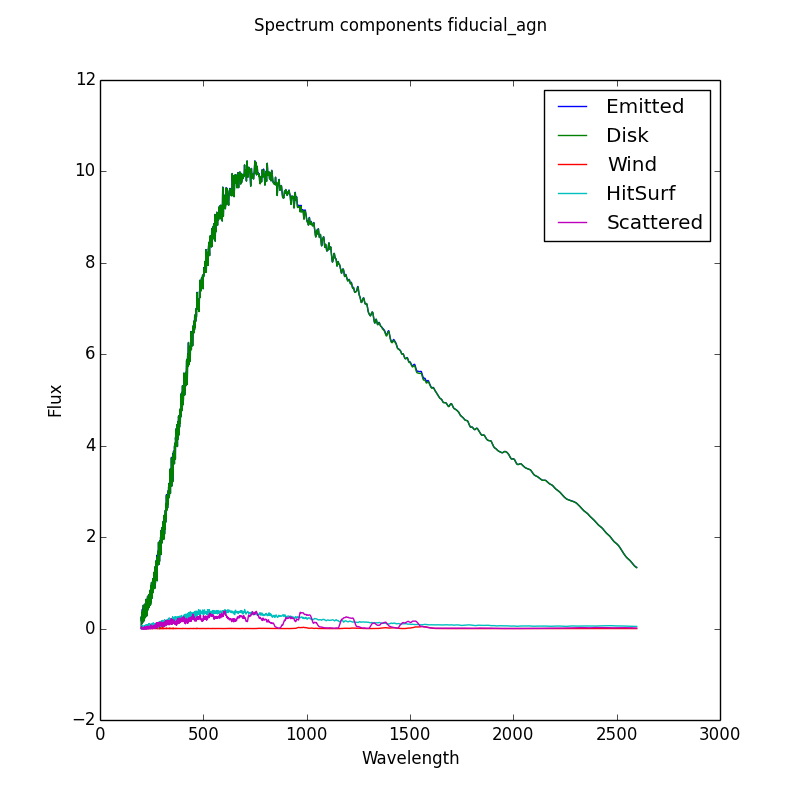 Spectrum components fiducial_agn
12
10
8
6
4
2
0
−2
Flux
Emitted
Disk
Wind
HitSurf
Scattered
0 500 1000 1500 2000 2500 3000
Wavelength